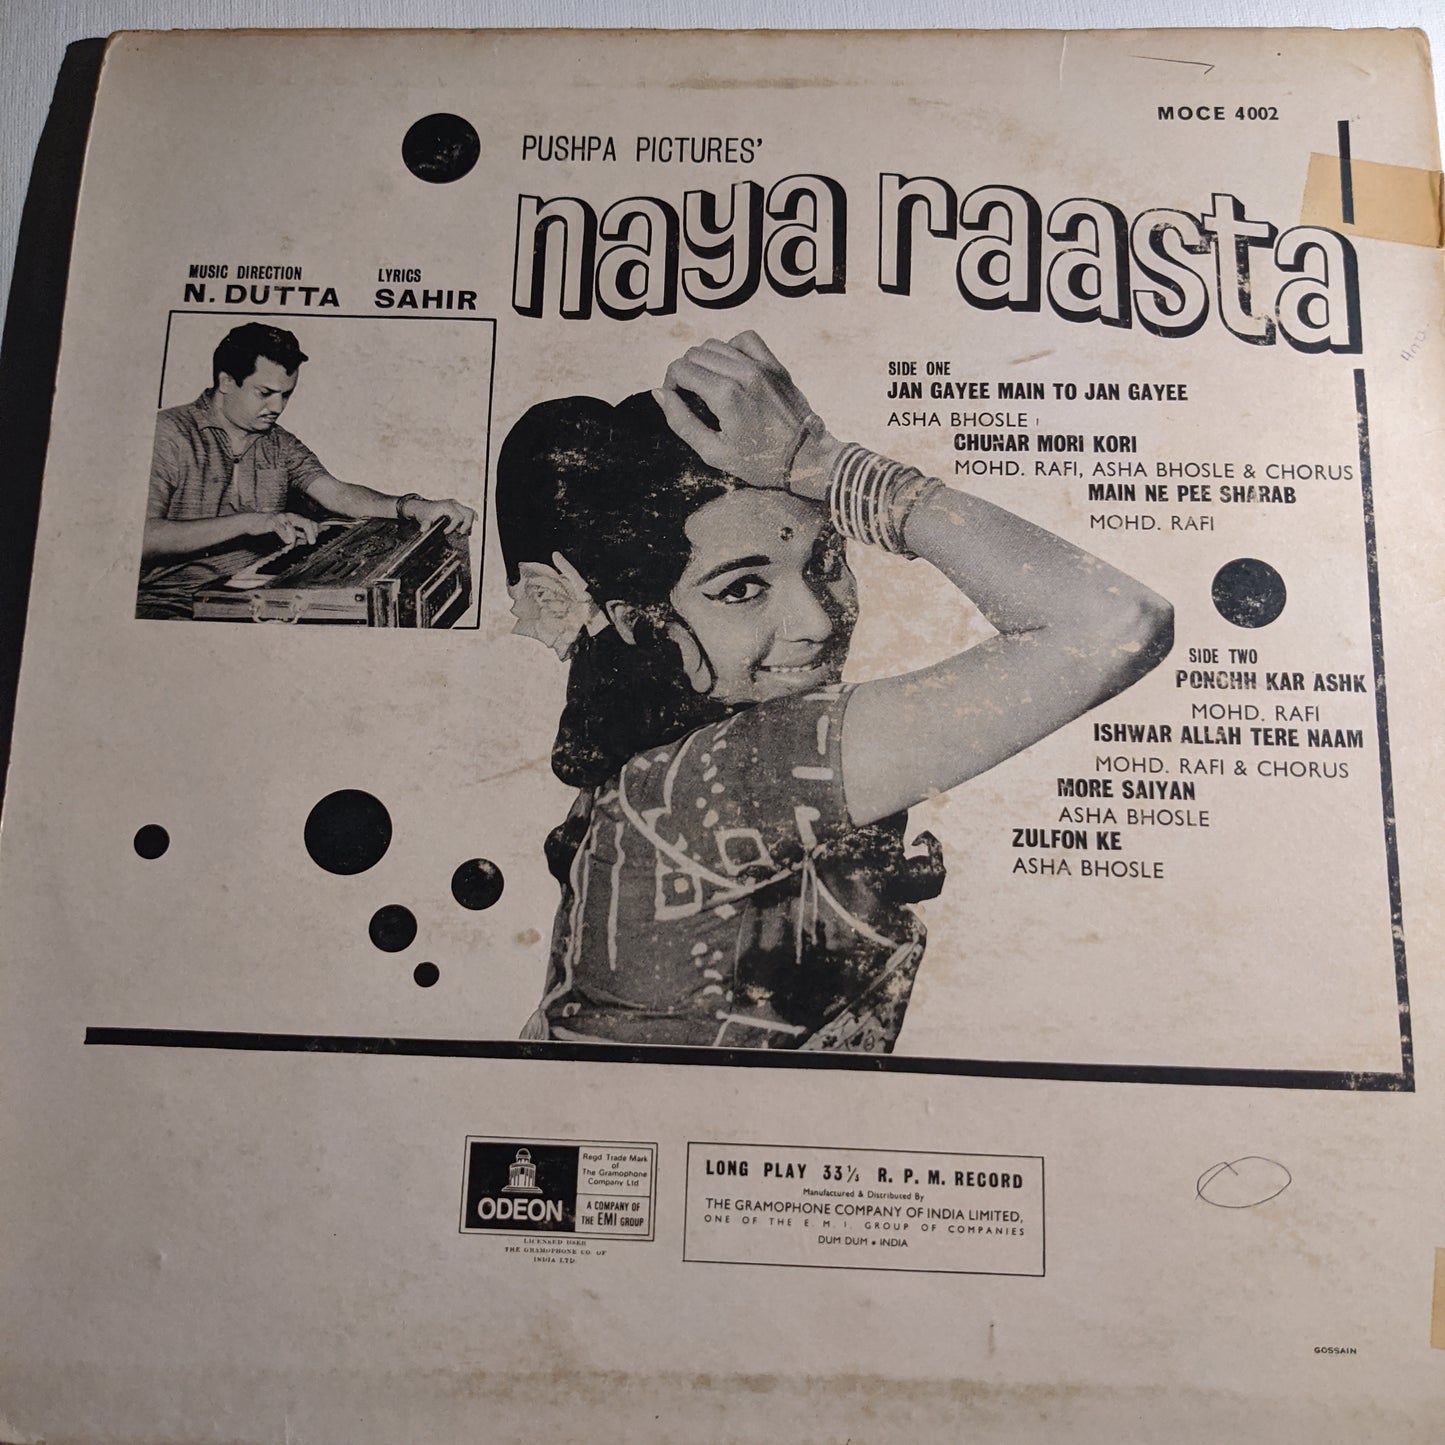 MOCE 4002
PUSHPA PICTURES'
naya raasta
MUSIC DIRECTION
N. DUTTA
LYRICS
SAHIR
SIDE ONE
JAN GAYEE MAIN TO JAN GAYEE
ASHA BHOSLE
CHUNAR MORI KORI
MOHD. RAFI, ASHA BHOSLE & CHORUS
MAIN NE PEE SHARAB
MOHD. RAFI
SIDE TWO
PONCHH KAR ASHK
MOHD. RAFI
ISHWAR ALLAH TERE NAAM
MOHD. RAFI & CHORUS
MORE SAIYAN
ASHA BHOSLE
ZULFON KE
ASHA BHOSLE
ODEON
Regd Trade Mark
of
The Gramophone
Company Ltd
A COMPANY OF
THE EMI GROUP
LICENSED USER
THE GRAMOPHONE CO. OF
INDIA LTD.
LONG PLAY 33⅓ R. P. M. RECORD
Manufactured & Distributed By
THE GRAMOPHONE COMPANY OF INDIA LIMITED,
ONE OF THE E. M. I. GROUP OF COMPANIES
DUM DUM • INDIA
GOSSAIN